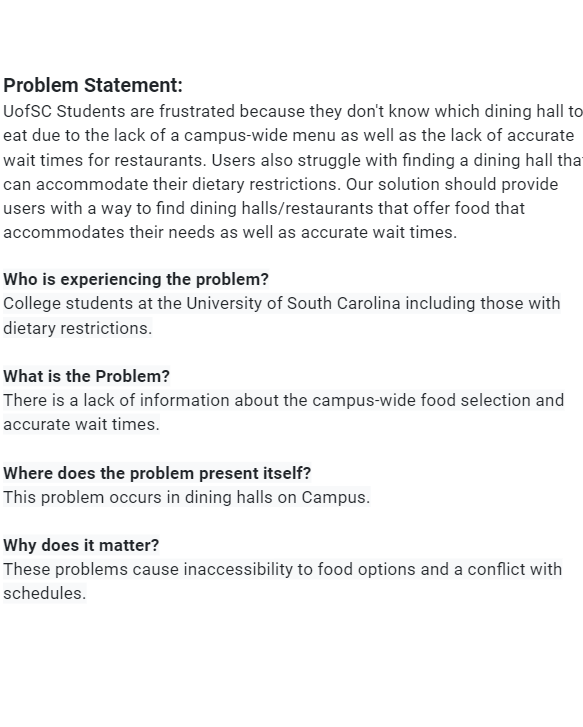 Problem Statement:
UofSC Students are frustrated because they don't know which dining hall to
eat due to the lack of a campus-wide menu as well as the lack of accurate
wait times for restaurants. Users also struggle with finding a dining hall tha
can accommodate their dietary restrictions. Our solution should provide
users with a way to find dining halls/restaurants that offer food that
accommodates their needs as well as accurate wait times.
Who is experiencing the problem?
College students at the University of South Carolina including those with
dietary restrictions.
What is the Problem?
There is a lack of information about the campus-wide food selection and
accurate wait times.
Where does the problem present itself?
This problem occurs in dining halls on Campus.
Why does it matter?
These problems cause inaccessibility to food options and a conflict with
schedules.